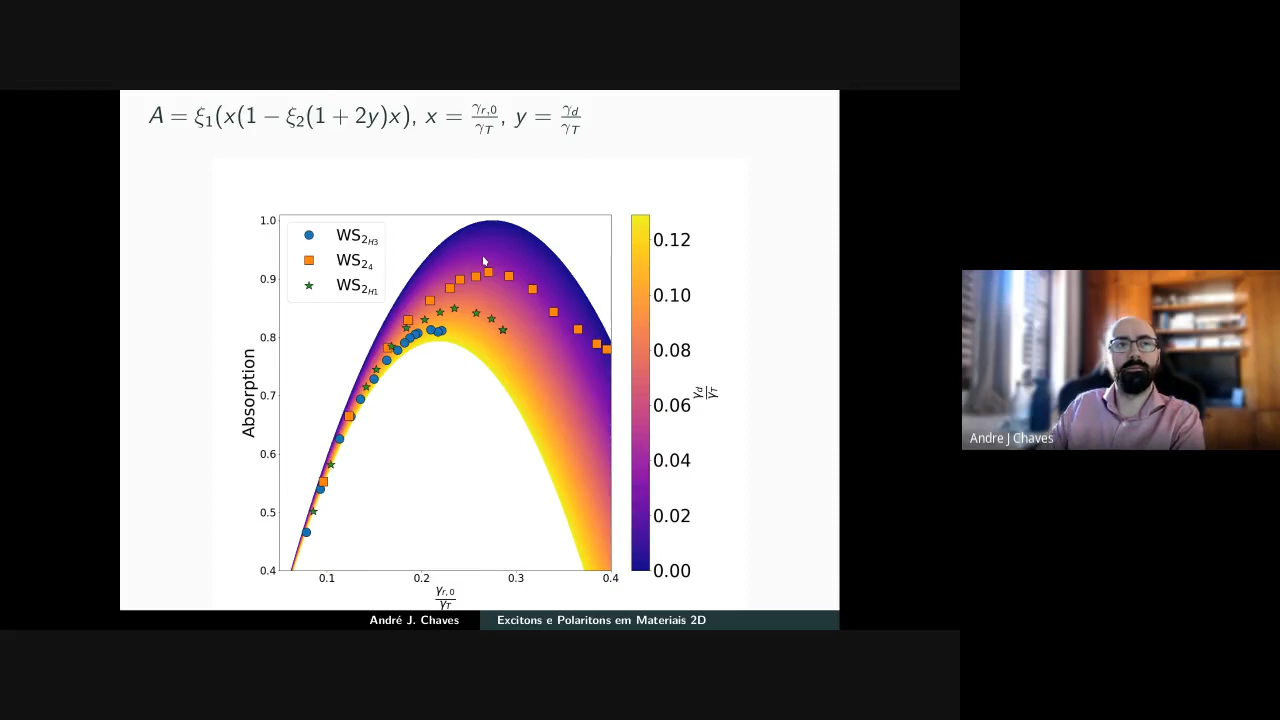 A = ξ₁(x(1 − ξ₂(1 + 2y)x), x = γr,0/γT, y = γd/γT
1.0
0.9
0.8
0.7
0.6
0.5
0.4
Absorption
WS₂H3
WS₂4
WS₂H1
0.1
0.2
0.3
0.4
γr,0/γT
0.12
0.10
0.08
0.06
0.04
0.02
0.00
γd/γT
André J. Chaves
Excitons e Polaritons em Materiais 2D
Andre J Chaves